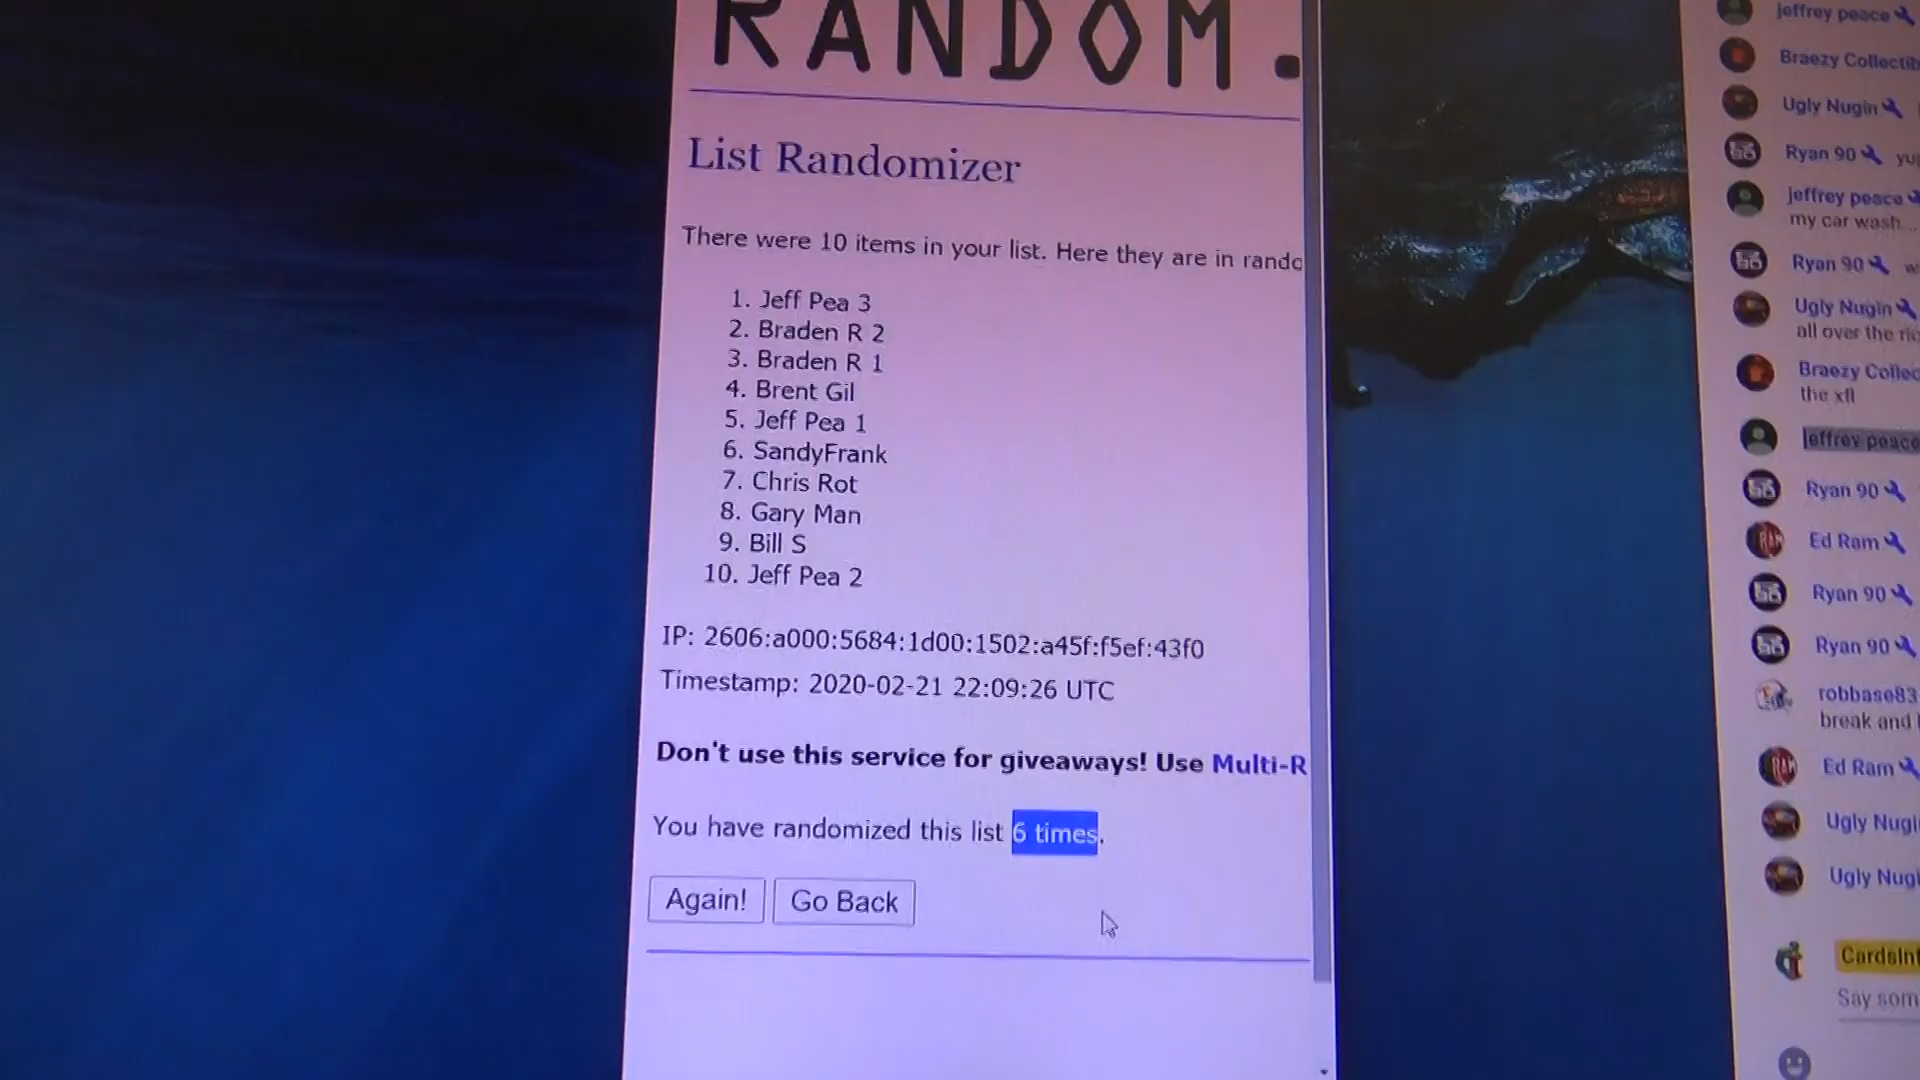 RANDOM.
List Randomizer
There were 10 items in your list. Here they are in rando
1. Jeff Pea 3
2. Braden R 2
3. Braden R 1
4. Brent Gil
5. Jeff Pea 1
6. SandyFrank
7. Chris Rot
8. Gary Man
9. Bill S
10. Jeff Pea 2
IP: 2606:a000:5684:1d00:1502:a45f:f5ef:43f0
Timestamp: 2020-02-21 22:09:26 UTC
Don't use this service for giveaways! Use Multi-R
You have randomized this list 6 times.
Again! Go Back
jeffrey peace
Braezy Collectib
Ugly Nugin
Ryan 90 yup
jeffrey peace
my car wash...
Ryan 90 w
Ugly Nugin
all over the
Braezy Collec
the xfl
jeffrey peace
Ryan 90
Ed Ram
Ryan 90
Ryan 90
robbase83
break and
Ed Ram
Ugly Nugi
Ugly Nugi
CardsInf
Say som